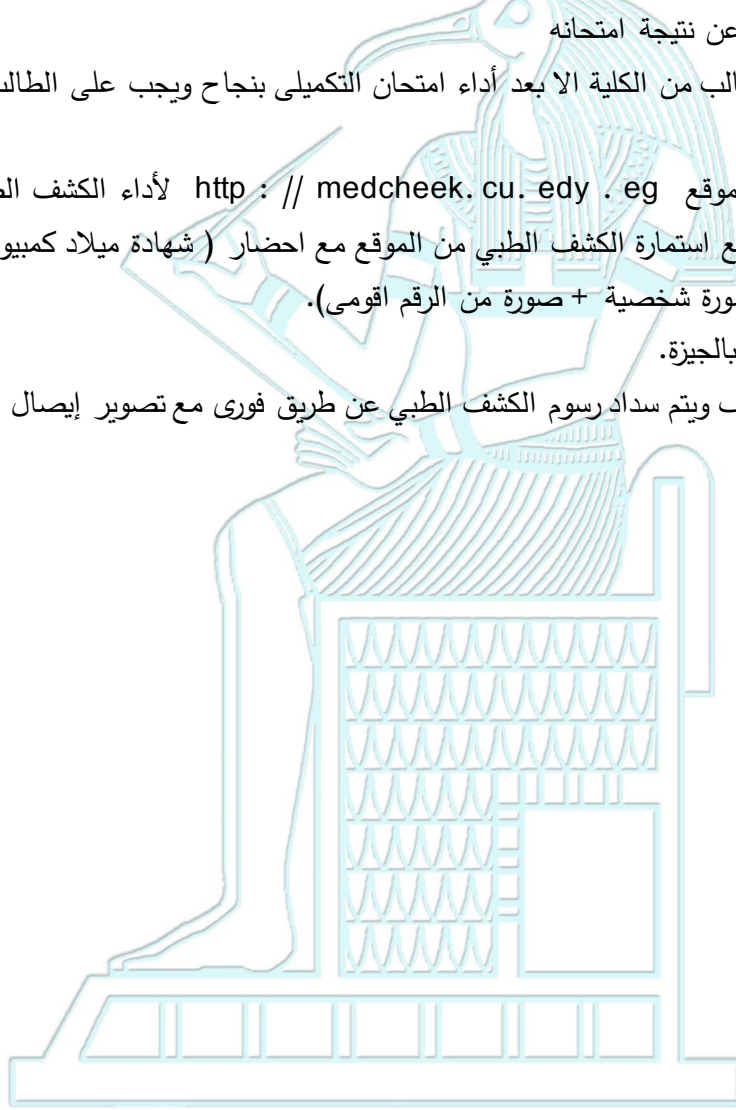 عن نتيجة امتحانه
الب من الكلية الا بعد أداء امتحان التكميلى بنجاح ويجب على الطالب
موقع http : // medcheek. cu. edy . eg لأداء الكشف الط
ع استمارة الكشف الطبي من الموقع مع احضار ( شهادة ميلاد كمبيو
ورة شخصية + صورة من الرقم اقومى).
بالجيزة.
ب ويتم سداد رسوم الكشف الطبي عن طريق فورى مع تصوير إيصال